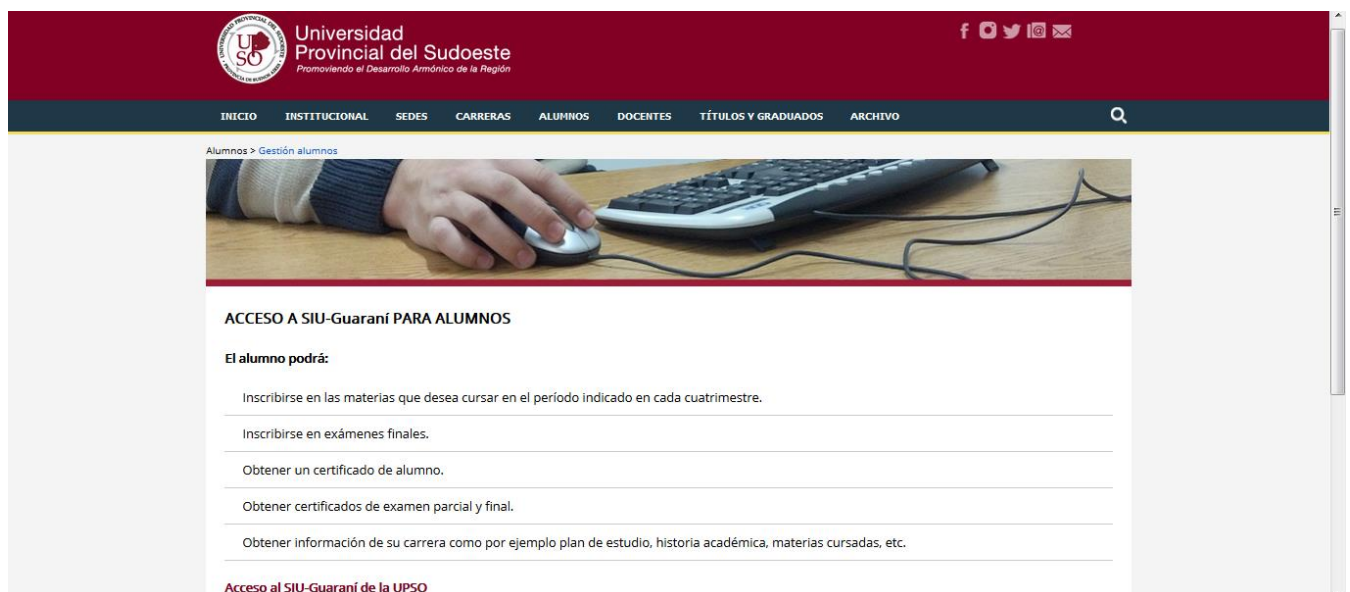 Universidad
Provincial del Sudoeste
Promoviendo el Desarrollo Armónico de la Región
UPSO
INICIO INSTITUCIONAL SEDES CARRERAS ALUMNOS DOCENTES TÍTULOS Y GRADUADOS ARCHIVO
Alumnos > Gestión alumnos
ACCESO A SIU-Guaraní PARA ALUMNOS
El alumno podrá:
Inscribirse en las materias que desea cursar en el período indicado en cada cuatrimestre.
Inscribirse en exámenes finales.
Obtener un certificado de alumno.
Obtener certificados de examen parcial y final.
Obtener información de su carrera como por ejemplo plan de estudio, historia académica, materias cursadas, etc.
Acceso al SIU-Guaraní de la UPSO